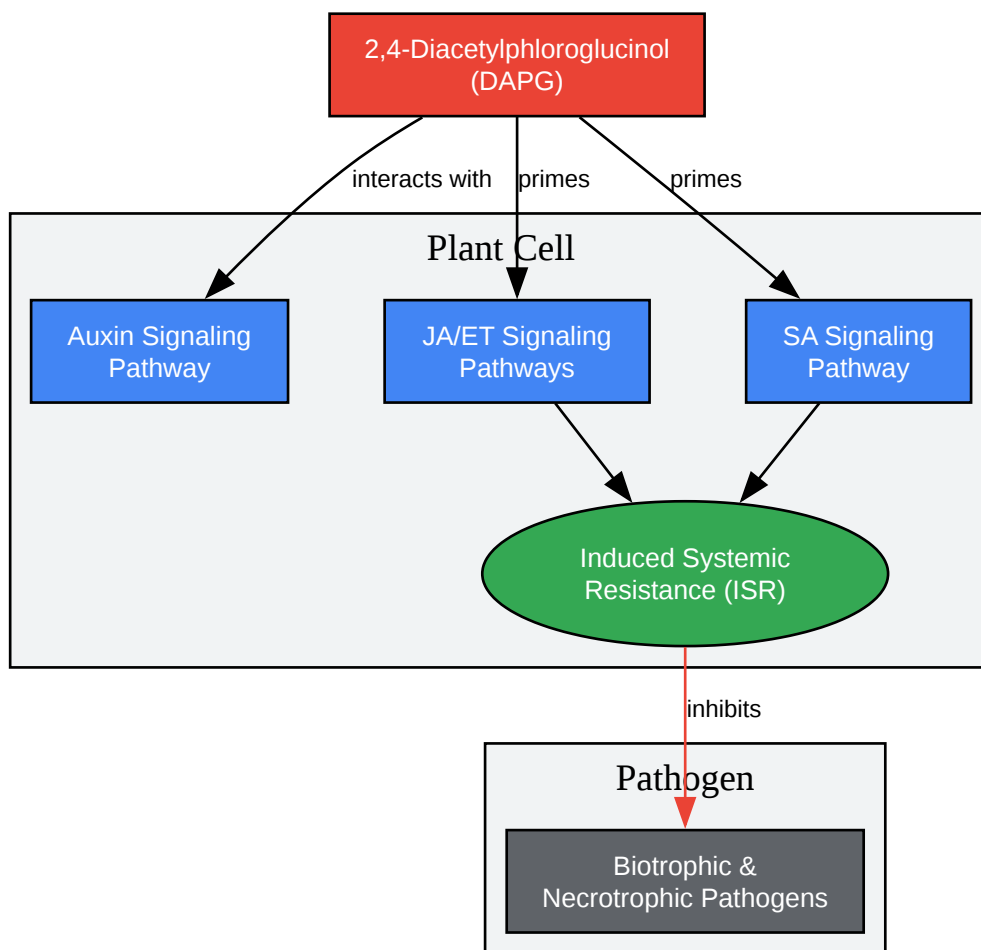 2,4-Diacetylphloroglucinol
(DAPG)
interacts with
primes
primes
Plant Cell
Auxin Signaling
Pathway
JA/ET Signaling
Pathways
SA Signaling
Pathway
Induced Systemic
Resistance (ISR)
inhibits
Pathogen
Biotrophic &
Necrotrophic Pathogens